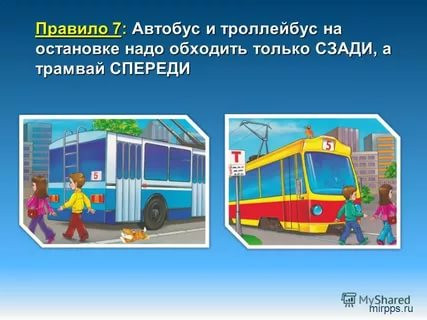 Правило 7: Автобус и троллейбус на
остановке надо обходить только СЗАДИ, а
трамвай СПЕРЕДИ
5
5
Т
MyShared
mirpps.ru